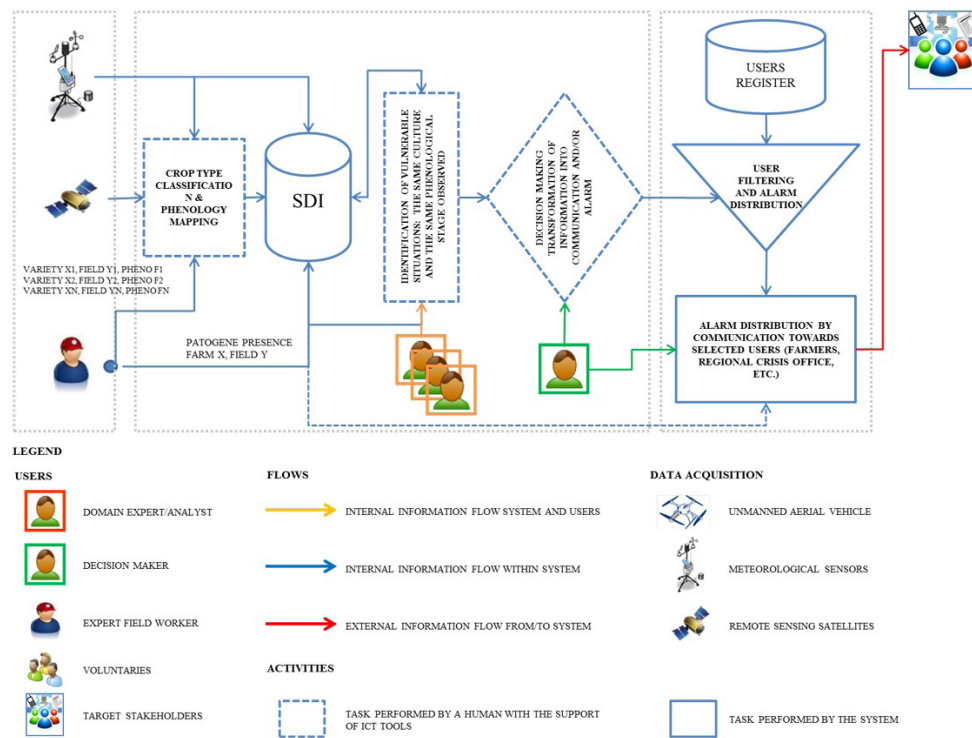 USERS
REGISTER
CROP TYPE
CLASSIFICATIO
N &
PHENOLOGY
MAPPING
SDI
IDENTIFICATION OF VULNERABLE
SITUATIONS: THE SAME CULTURE
AND THE SAME PHENOLOGICAL
STAGE OBSERVED
DECISION MAKING
TRANSFORMATION OF
INFORMATION INTO
COMMUNICATION AND/OR
ALARM
USER
FILTERING
AND ALARM
DISTRIBUTION
VARIETY X1, FIELD Y1, PHENO F1
VARIETY X2, FIELD Y2, PHENO F2
VARIETY XN, FIELD YN, PHENO FN
PATOGENE PRESENCE
FARM X, FIELD Y
ALARM DISTRIBUTION BY
COMMUNICATION TOWARDS
SELECTED USERS (FARMERS,
REGIONAL CRISIS OFFICE,
ETC.)
LEGEND
USERS
FLOWS
DATA ACQUISITION
DOMAIN EXPERT/ANALYST
INTERNAL INFORMATION FLOW SYSTEM AND USERS
UNMANNED AERIAL VEHICLE
DECISION MAKER
INTERNAL INFORMATION FLOW WITHIN SYSTEM
METEOROLOGICAL SENSORS
EXPERT FIELD WORKER
EXTERNAL INFORMATION FLOW FROM/TO SYSTEM
REMOTE SENSING SATELLITES
VOLUNTARIES
ACTIVITIES
TARGET STAKEHOLDERS
TASK PERFORMED BY A HUMAN WITH THE SUPPORT
OF ICT TOOLS
TASK PERFORMED BY THE SYSTEM